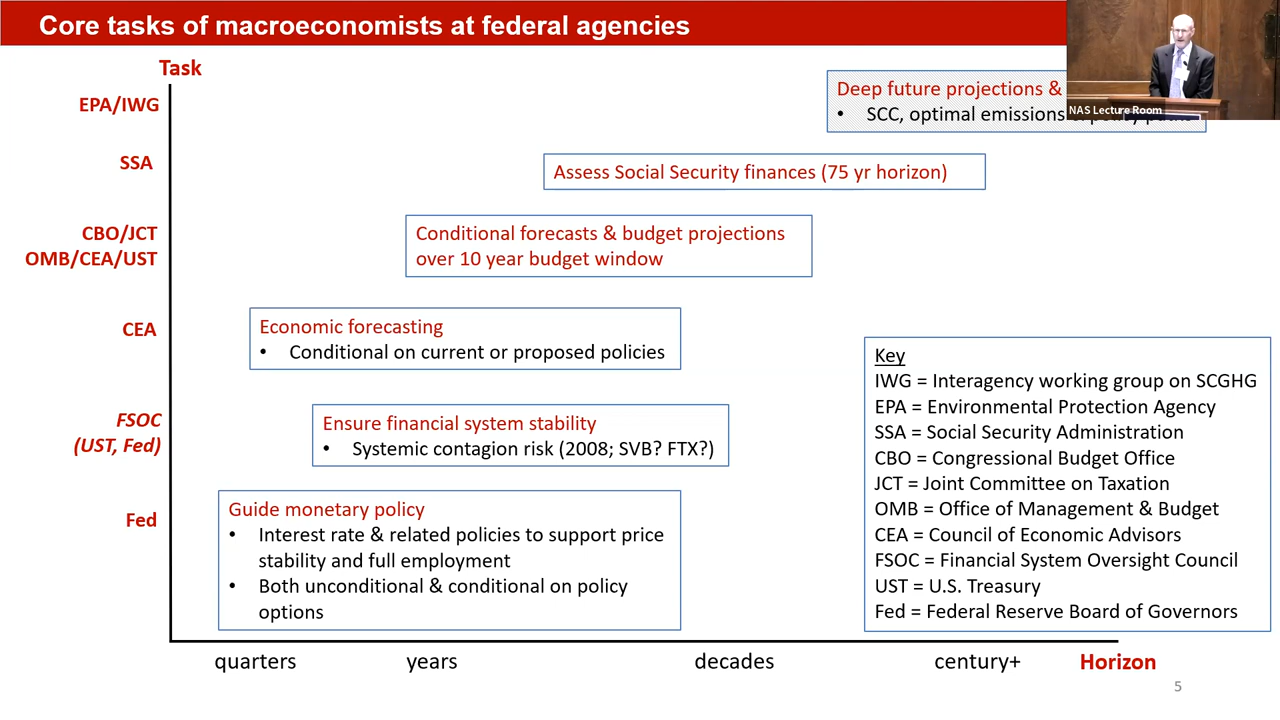 Core tasks of macroeconomists at federal agencies
Task
EPA/IWG
Deep future projections &
• SCC, optimal emissions
NAS Lecture Room
SSA
Assess Social Security finances (75 yr horizon)
CBO/JCT
OMB/CEA/UST
Conditional forecasts & budget projections
over 10 year budget window
CEA
Economic forecasting
• Conditional on current or proposed policies
FSOC
(UST, Fed)
Ensure financial system stability
• Systemic contagion risk (2008; SVB? FTX?)
Fed
Guide monetary policy
• Interest rate & related policies to support price
stability and full employment
• Both unconditional & conditional on policy
options
Key
IWG = Interagency working group on SCGHG
EPA = Environmental Protection Agency
SSA = Social Security Administration
CBO = Congressional Budget Office
JCT = Joint Committee on Taxation
OMB = Office of Management & Budget
CEA = Council of Economic Advisors
FSOC = Financial System Oversight Council
UST = U.S. Treasury
Fed = Federal Reserve Board of Governors
quarters
years
decades
century+
Horizon
5